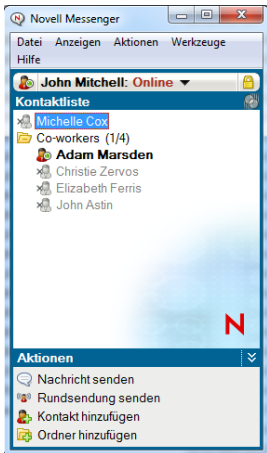 Novell Messenger
Datei Anzeigen Aktionen Werkzeuge
Hilfe
John Mitchell: Online
Kontaktliste
Michelle Cox
Co-workers (1/4)
Adam Marsden
Christie Zervos
Elizabeth Ferris
John Astin
N
Aktionen
Nachricht senden
Rundsendung senden
Kontakt hinzufügen
Ordner hinzufügen